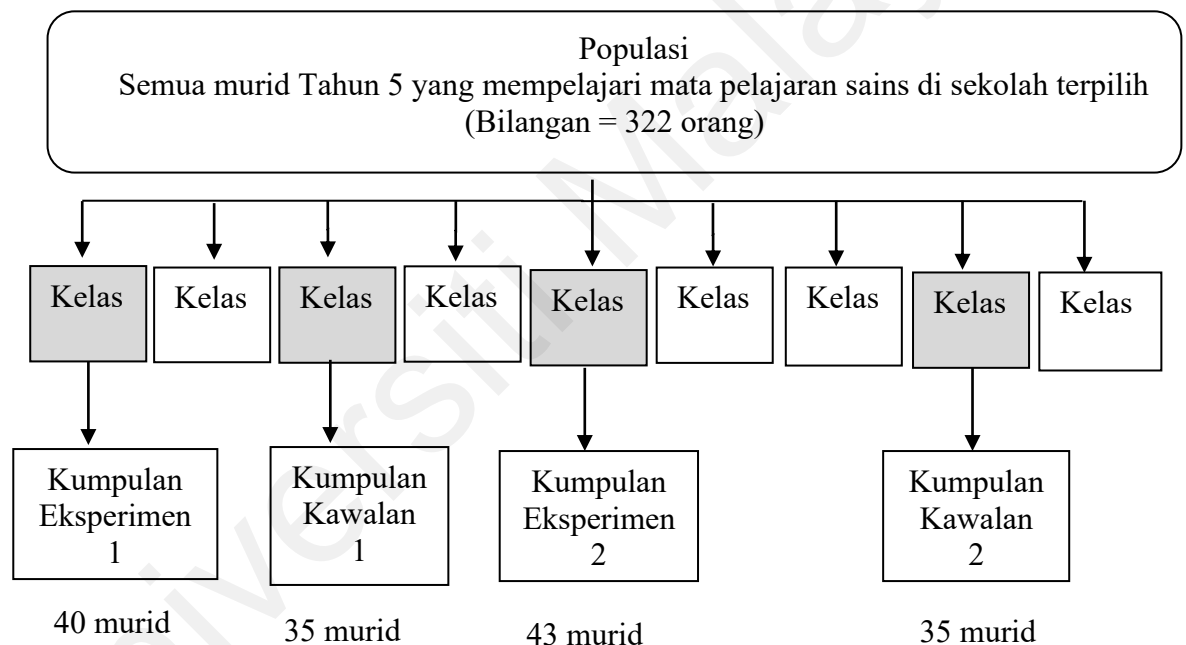 Populasi
Semua murid Tahun 5 yang mempelajari mata pelajaran sains di sekolah terpilih
(Bilangan = 322 orang)
Kelas
Kelas
Kelas
Kelas
Kelas
Kelas
Kelas
Kelas
Kelas
Kumpulan
Eksperimen
1
Kumpulan
Kawalan
1
Kumpulan
Eksperimen
2
Kumpulan
Kawalan
2
40 murid
35 murid
43 murid
35 murid